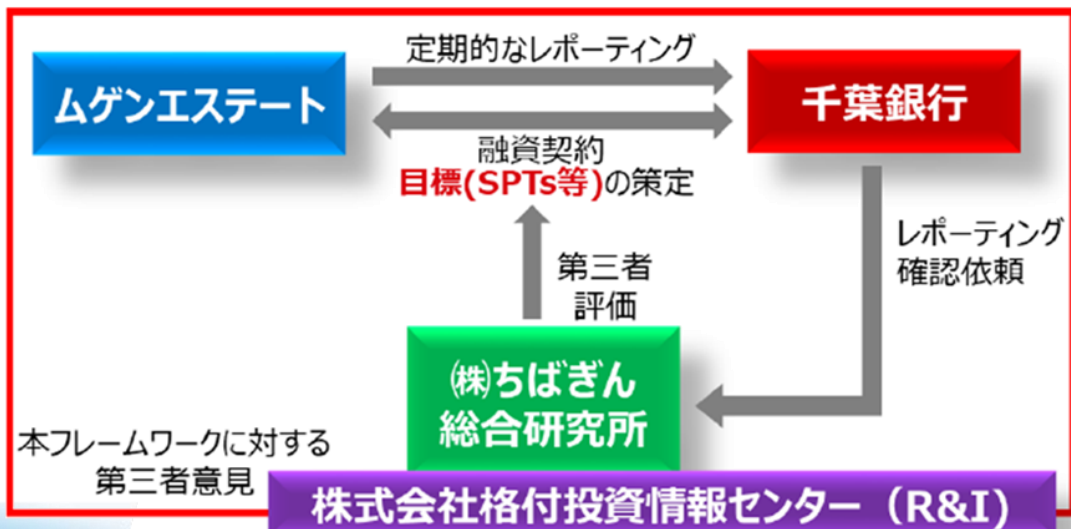 定期的なレポーティング
ムゲンエステート
千葉銀行
融資契約
目標(SPTs等)の策定
第三者
評価
レポーティング
確認依頼
㈱ちばぎん
総合研究所
本フレームワークに対する
第三者意見
株式会社格付投資情報センター（R&I）